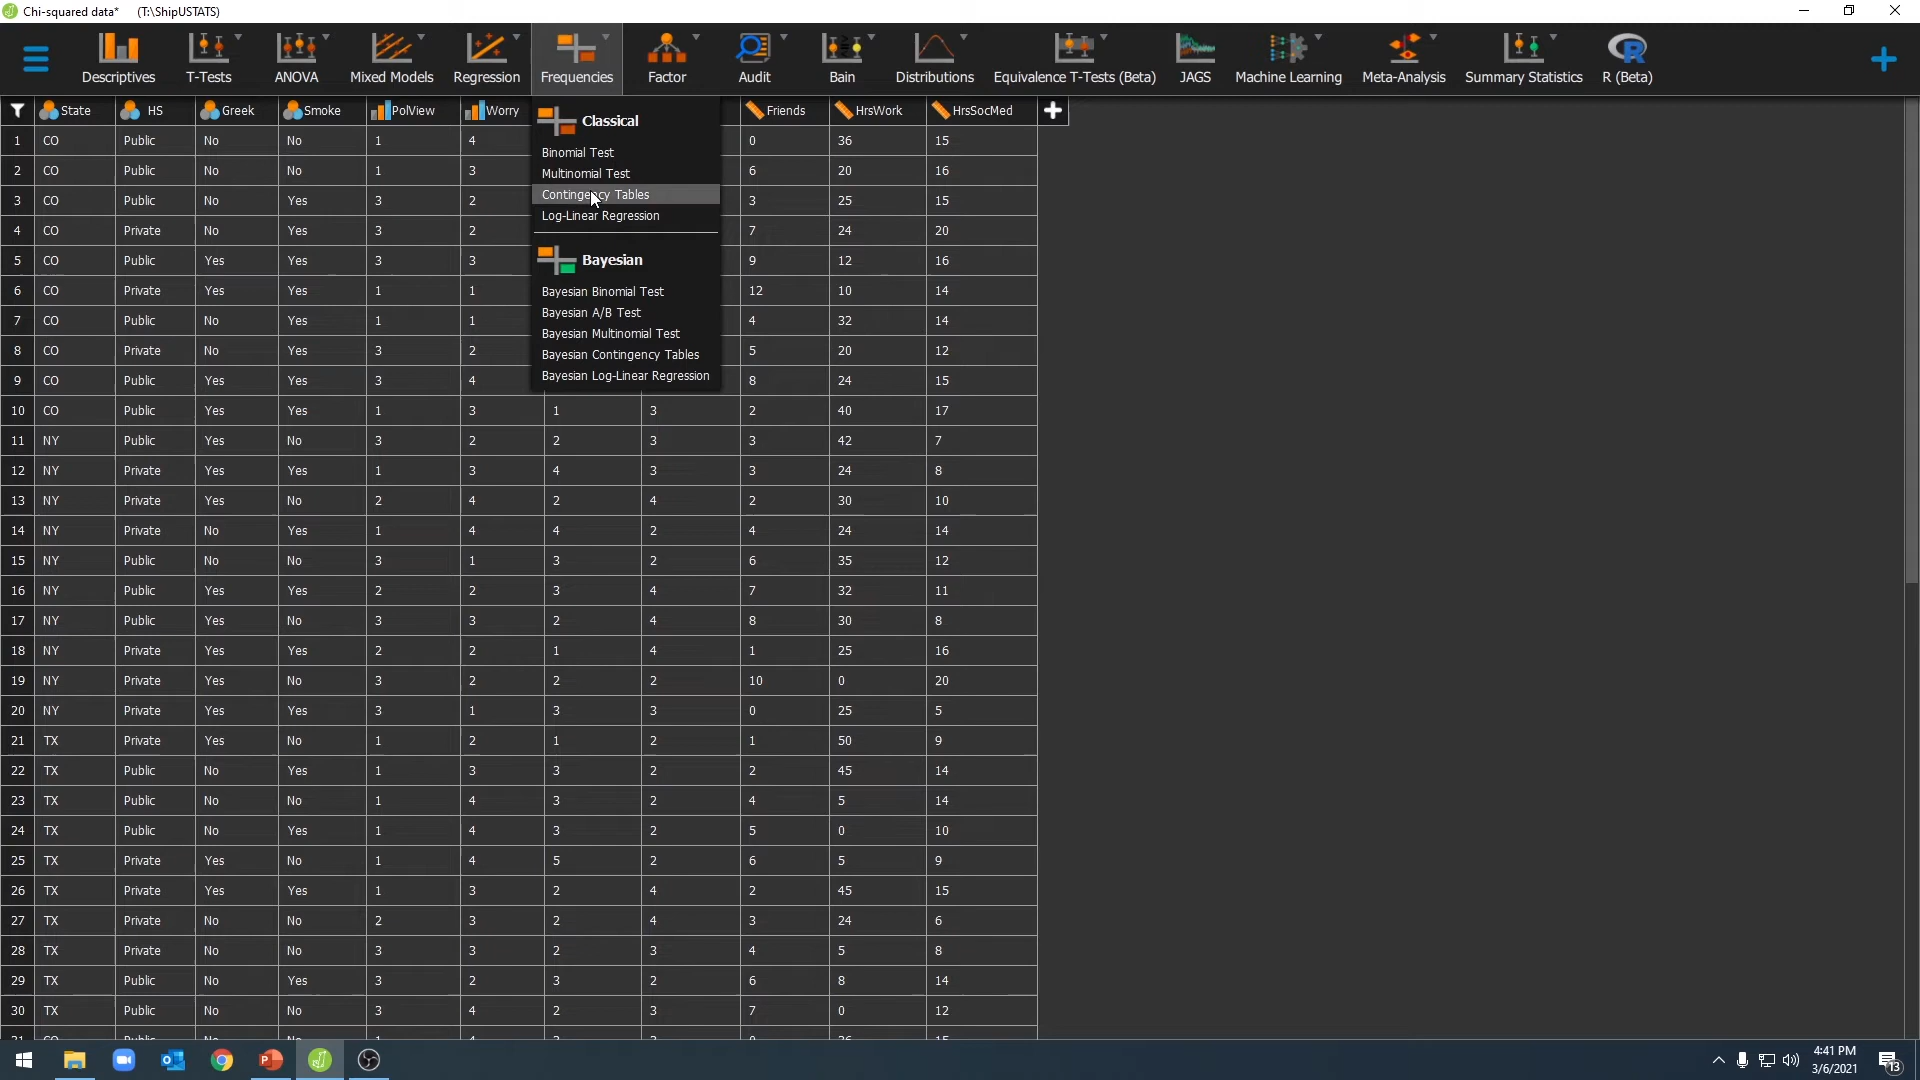 Chi-squared data* (T:\ShipUSTATS)
Descriptives T-Tests ANOVA Mixed Models Regression Frequencies Factor Audit Bain Distributions Equivalence T-Tests (Beta) JAGS Machine Learning Meta-Analysis Summary Statistics R (Beta)
State HS Greek Smoke PolView Worry Friends HrsWork HrsSocMed
Classical
Binomial Test
Multinomial Test
Contingency Tables
Log-Linear Regression
Bayesian
Bayesian Binomial Test
Bayesian A/B Test
Bayesian Multinomial Test
Bayesian Contingency Tables
Bayesian Log-Linear Regression
1 CO Public No No 1 4 0 36 15
2 CO Public No No 1 3 6 20 16
3 CO Public No Yes 3 2 3 25 15
4 CO Private No Yes 3 2 7 24 20
5 CO Public Yes Yes 3 3 9 12 16
6 CO Private Yes Yes 1 1 12 10 14
7 CO Public No Yes 1 1 4 32 14
8 CO Private No Yes 3 2 5 20 12
9 CO Public Yes Yes 3 4 8 24 15
10 CO Public Yes Yes 1 3 1 3 2 40 17
11 NY Public Yes No 3 2 2 3 3 42 7
12 NY Private Yes Yes 1 3 4 3 3 24 8
13 NY Private Yes No 2 4 2 4 2 30 10
14 NY Private No Yes 1 4 4 2 4 24 14
15 NY Public No No 3 1 3 2 6 35 12
16 NY Public Yes Yes 2 2 3 4 7 32 11
17 NY Public Yes No 3 3 2 4 8 30 8
18 NY Private Yes Yes 2 2 1 4 1 25 16
19 NY Private Yes No 3 2 2 2 10 0 20
20 NY Private Yes Yes 3 1 3 3 0 25 5
21 TX Private Yes No 1 2 1 2 1 50 9
22 TX Public No Yes 1 3 3 2 2 45 14
23 TX Public No No 1 4 3 2 4 5 14
24 TX Public No Yes 1 4 3 2 5 0 10
25 TX Private Yes No 1 4 5 2 6 5 9
26 TX Private Yes Yes 1 3 2 4 2 45 15
27 TX Private No No 2 3 2 4 3 24 6
28 TX Private No No 3 3 2 3 4 5 8
29 TX Public No Yes 3 2 3 2 6 8 14
30 TX Public No No 3 4 2 3 7 0 12
4:41 PM
3/6/2021
13